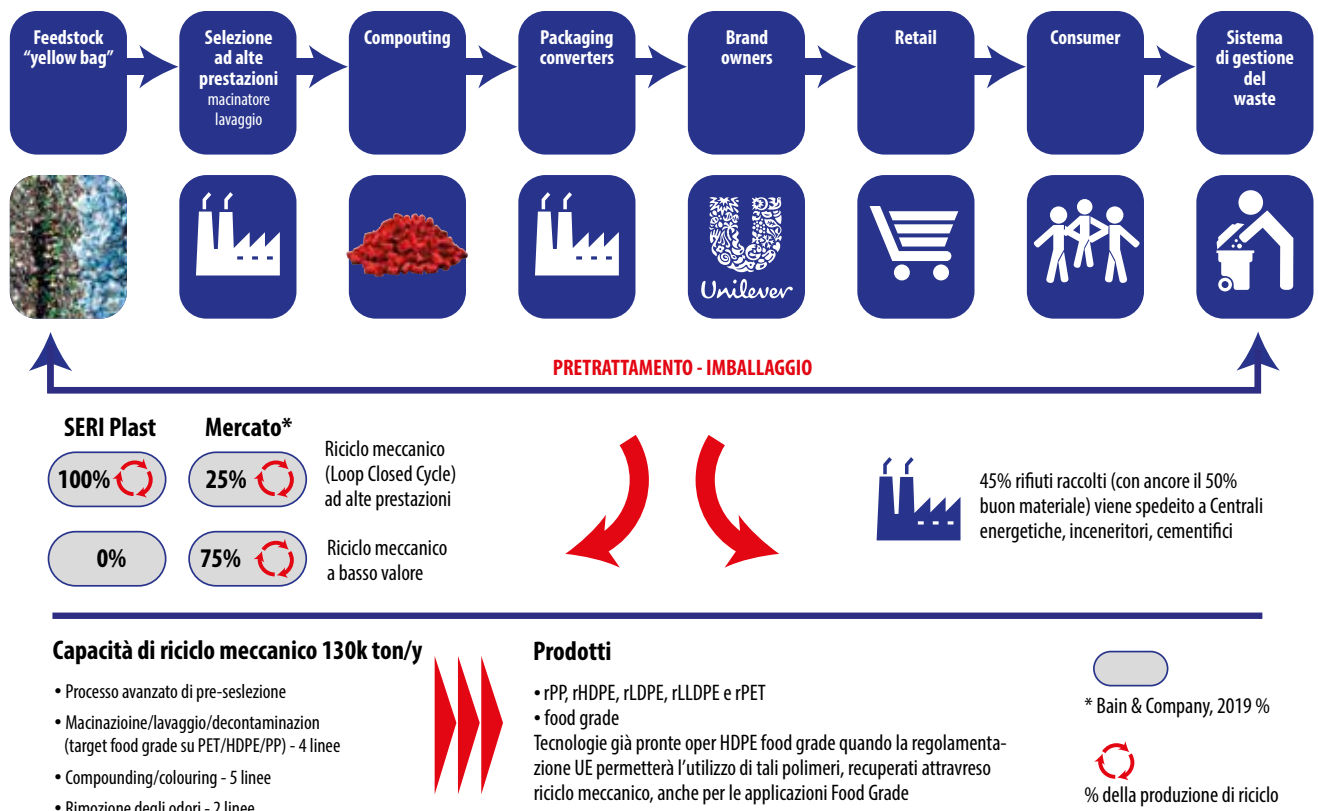 Feedstock
“yellow bag”
Selezione
ad alte
prestazioni
macinatore
lavaggio
Compouting
Packaging
converters
Brand
owners
Retail
Consumer
Sistema
di gestione
del
waste
Unilever
PRETRATTAMENTO - IMBALLAGGIO
SERI Plast
Mercato*
100%
25%
Riciclo meccanico
(Loop Closed Cycle)
ad alte prestazioni
0%
75%
Riciclo meccanico
a basso valore
45% rifiuti raccolti (con ancore il 50%
buon materiale) viene spedeito a Centrali
energetiche, inceneritori, cementifici
Capacità di riciclo meccanico 130k ton/y
• Processo avanzato di pre-seslezione
• Macinazioine/lavaggio/decontaminazion
(target food grade su PET/HDPE/PP) - 4 linee
• Compounding/colouring - 5 linee
• Rimozione degli odori - 2 linee
Prodotti
• rPP, rHDPE, rLDPE, rLLDPE e rPET
• food grade
Tecnologie già pronte oper HDPE food grade quando la regolamenta-
zione UE permetterà l’utilizzo di tali polimeri, recuperati attravreso
riciclo meccanico, anche per le applicazioni Food Grade
* Bain & Company, 2019 %
% della produzione di riciclo